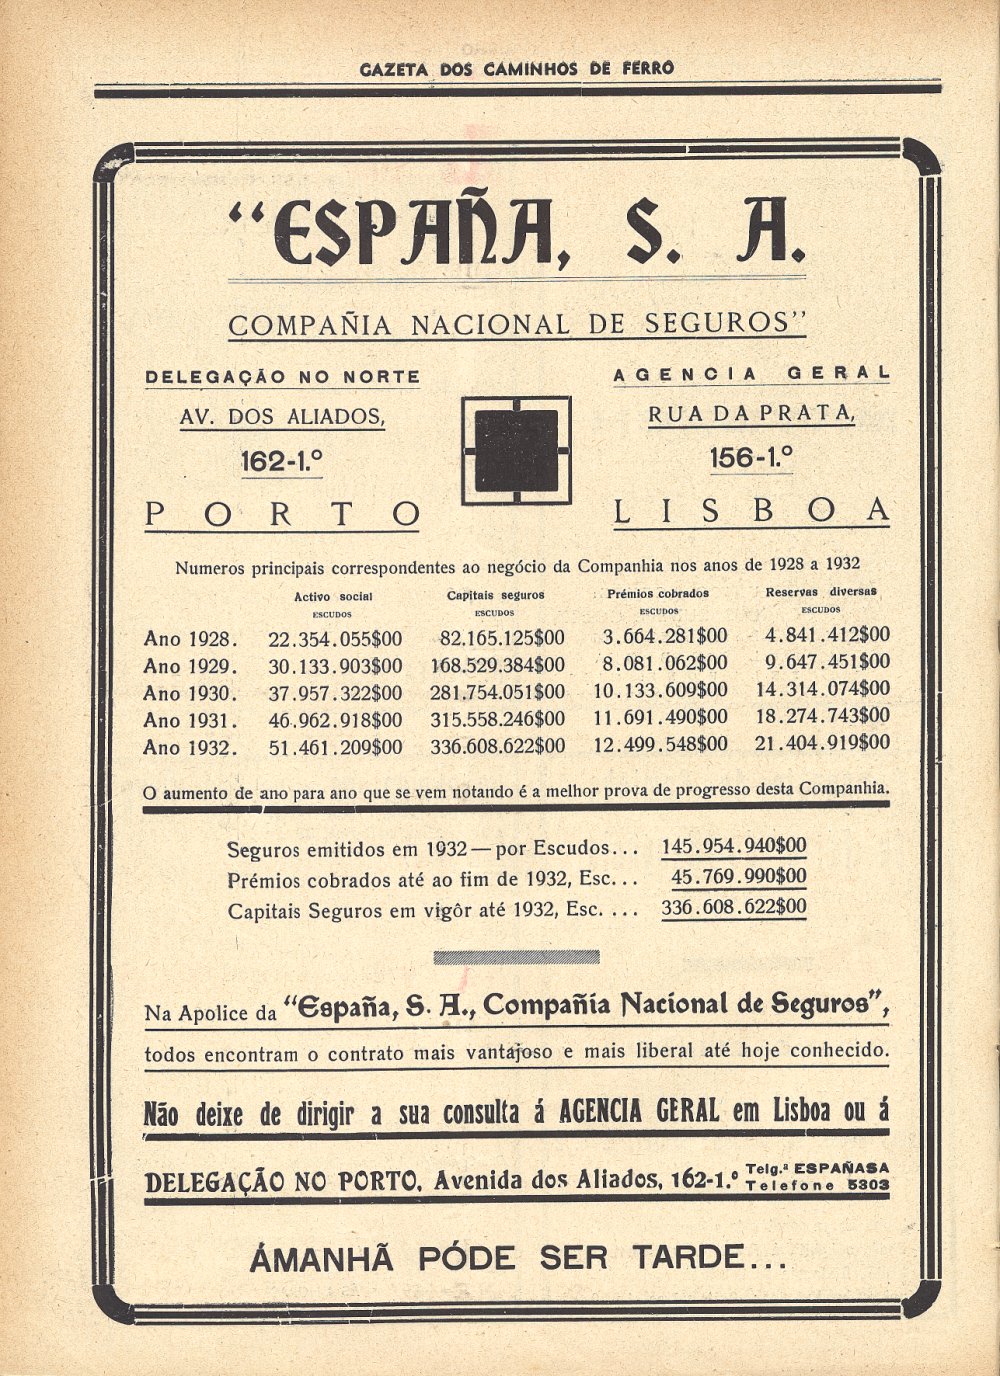 GAZETA DOS CAMINHOS DE FERRO
“ESPAÑA, S. A.
COMPAÑIA NACIONAL DE SEGUROS”
DELEGAÇÃO NO NORTE
AV. DOS ALIADOS,
162-1.º
PORTO
AGENCIA GERAL
RUA DA PRATA,
156-1.º
LISBOA
Numeros principais correspondentes ao negócio da Companhia nos anos de 1928 a 1932
Activo social Capitais seguros Prémios cobrados Reservas diversas
ESCUDOS ESCUDOS ESCUDOS ESCUDOS
Ano 1928. 22.354.055$00 82.165.125$00 3.664.281$00 4.841.412$00
Ano 1929. 30.133.903$00 168.529.384$00 8.081.062$00 9.647.451$00
Ano 1930. 37.957.322$00 281.754.051$00 10.133.609$00 14.314.074$00
Ano 1931. 46.962.918$00 315.558.246$00 11.691.490$00 18.274.743$00
Ano 1932. 51.461.209$00 336.608.622$00 12.499.548$00 21.404.919$00
O aumento de ano para ano que se vem notando é a melhor prova de progresso desta Companhia.
Seguros emitidos em 1932—por Escudos... 145.954.940$00
Prémios cobrados até ao fim de 1932, Esc... 45.769.990$00
Capitais Seguros em vigôr até 1932, Esc. ... 336.608.622$00
Na Apolice da “España, S. A., Compañía Nacional de Seguros”,
todos encontram o contrato mais vantajoso e mais liberal até hoje conhecido.
Não deixe de dirigir a sua consulta á AGENCIA GERAL em Lisboa ou á
DELEGAÇÃO NO PORTO, Avenida dos Aliados, 162-1.º Telg.ª ESPAÑASA
Telefone 5303
ÁMANHÃ PÓDE SER TARDE...